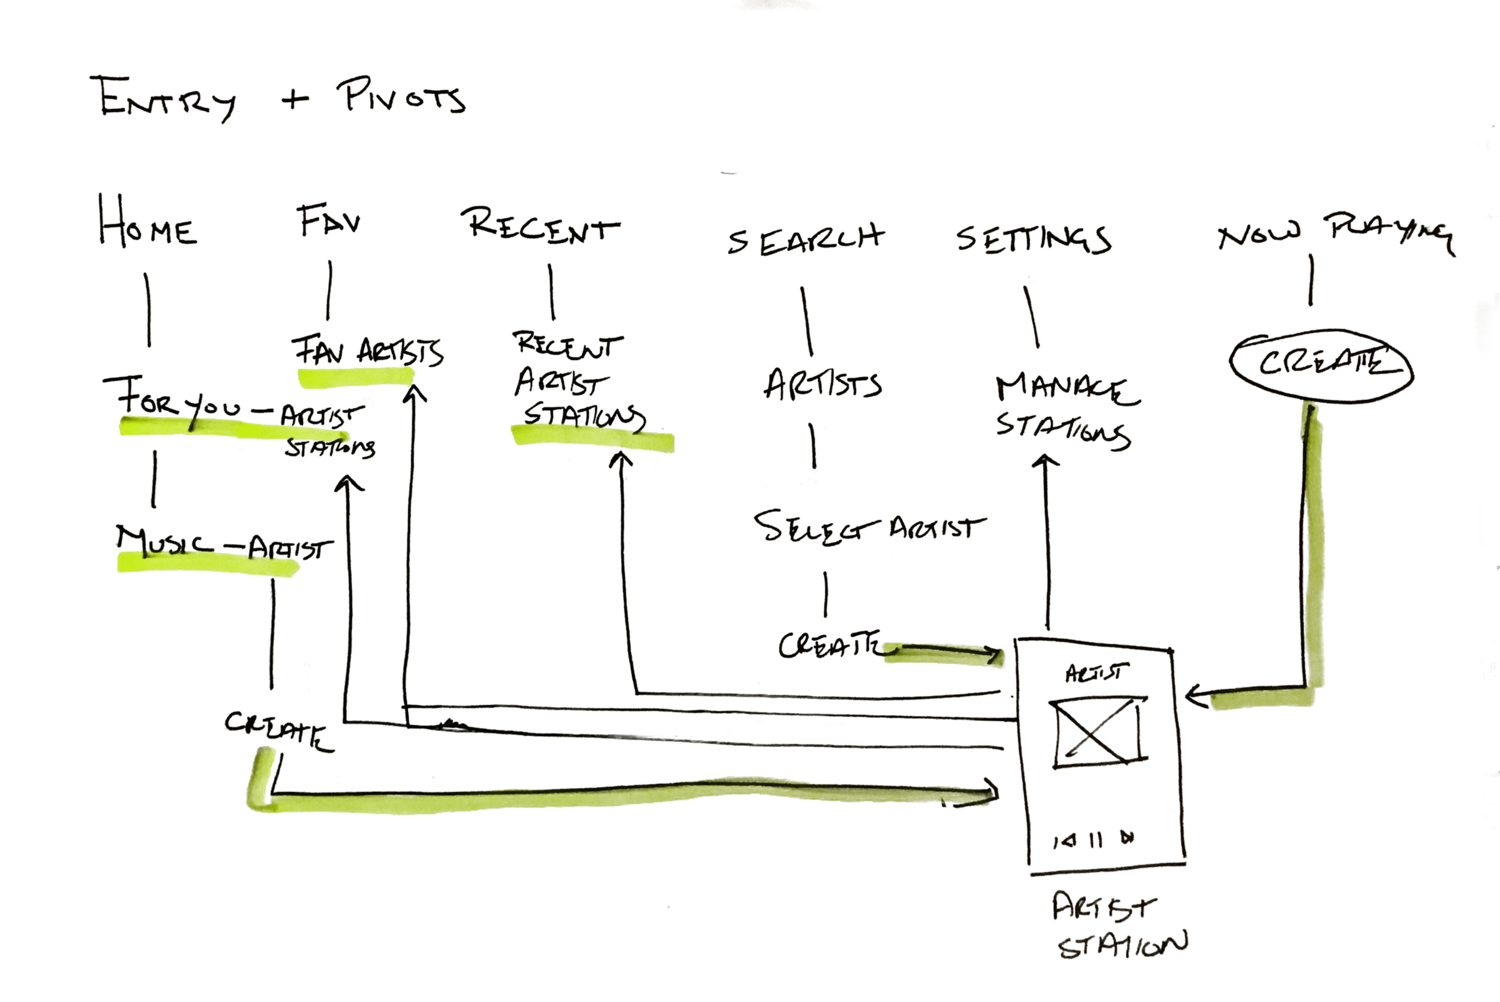 ENTRY + PIVOTS
HOME
FAV
RECENT
SEARCH
SETTINGS
NOW PLAYING
FAV ARTISTS
RECENT
ARTIST
STATIONS
ARTISTS
MANAGE
STATIONS
CREATE
FOR YOU - ARTIST
STATIONS
MUSIC - ARTIST
SELECT ARTIST
CREATE
CREATE
ARTIST
ARTIST
STATION